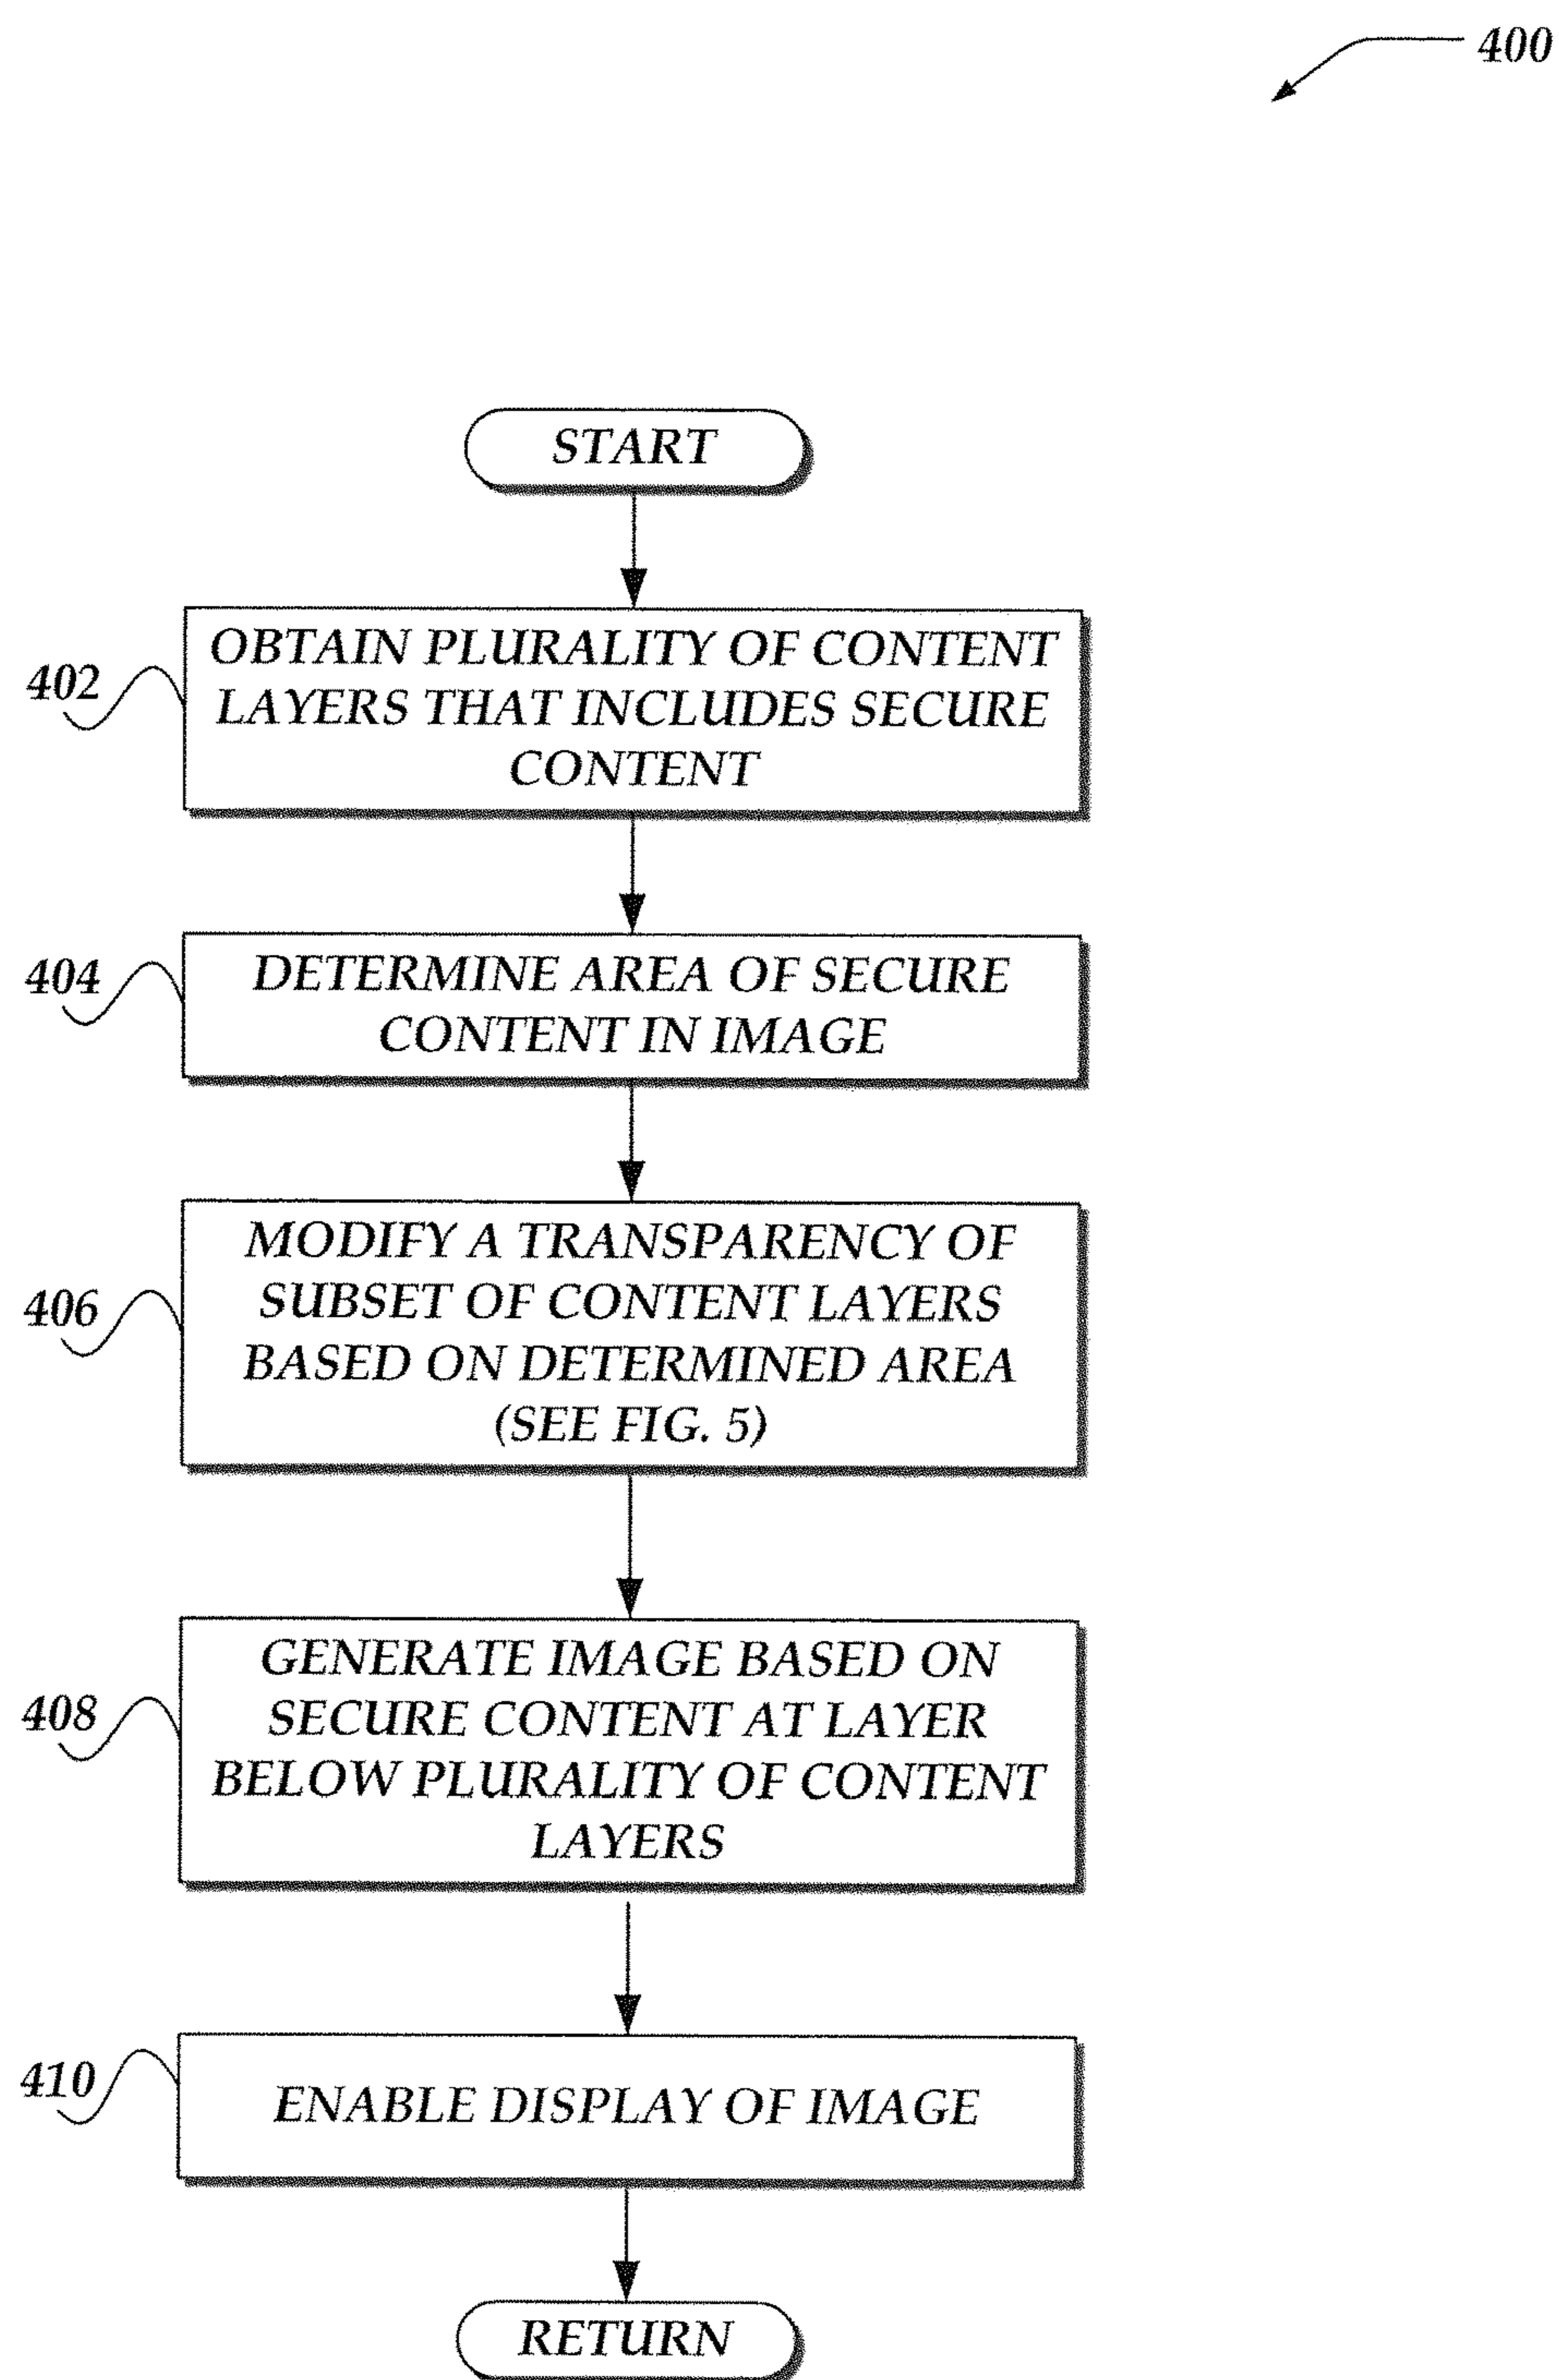 400
START
402
OBTAIN PLURALITY OF CONTENT
LAYERS THAT INCLUDES SECURE
CONTENT
404
DETERMINE AREA OF SECURE
CONTENT IN IMAGE
406
MODIFY A TRANSPARENCY OF
SUBSET OF CONTENT LAYERS
BASED ON DETERMINED AREA
(SEE FIG. 5)
408
GENERATE IMAGE BASED ON
SECURE CONTENT AT LAYER
BELOW PLURALITY OF CONTENT
LAYERS
410
ENABLE DISPLAY OF IMAGE
RETURN